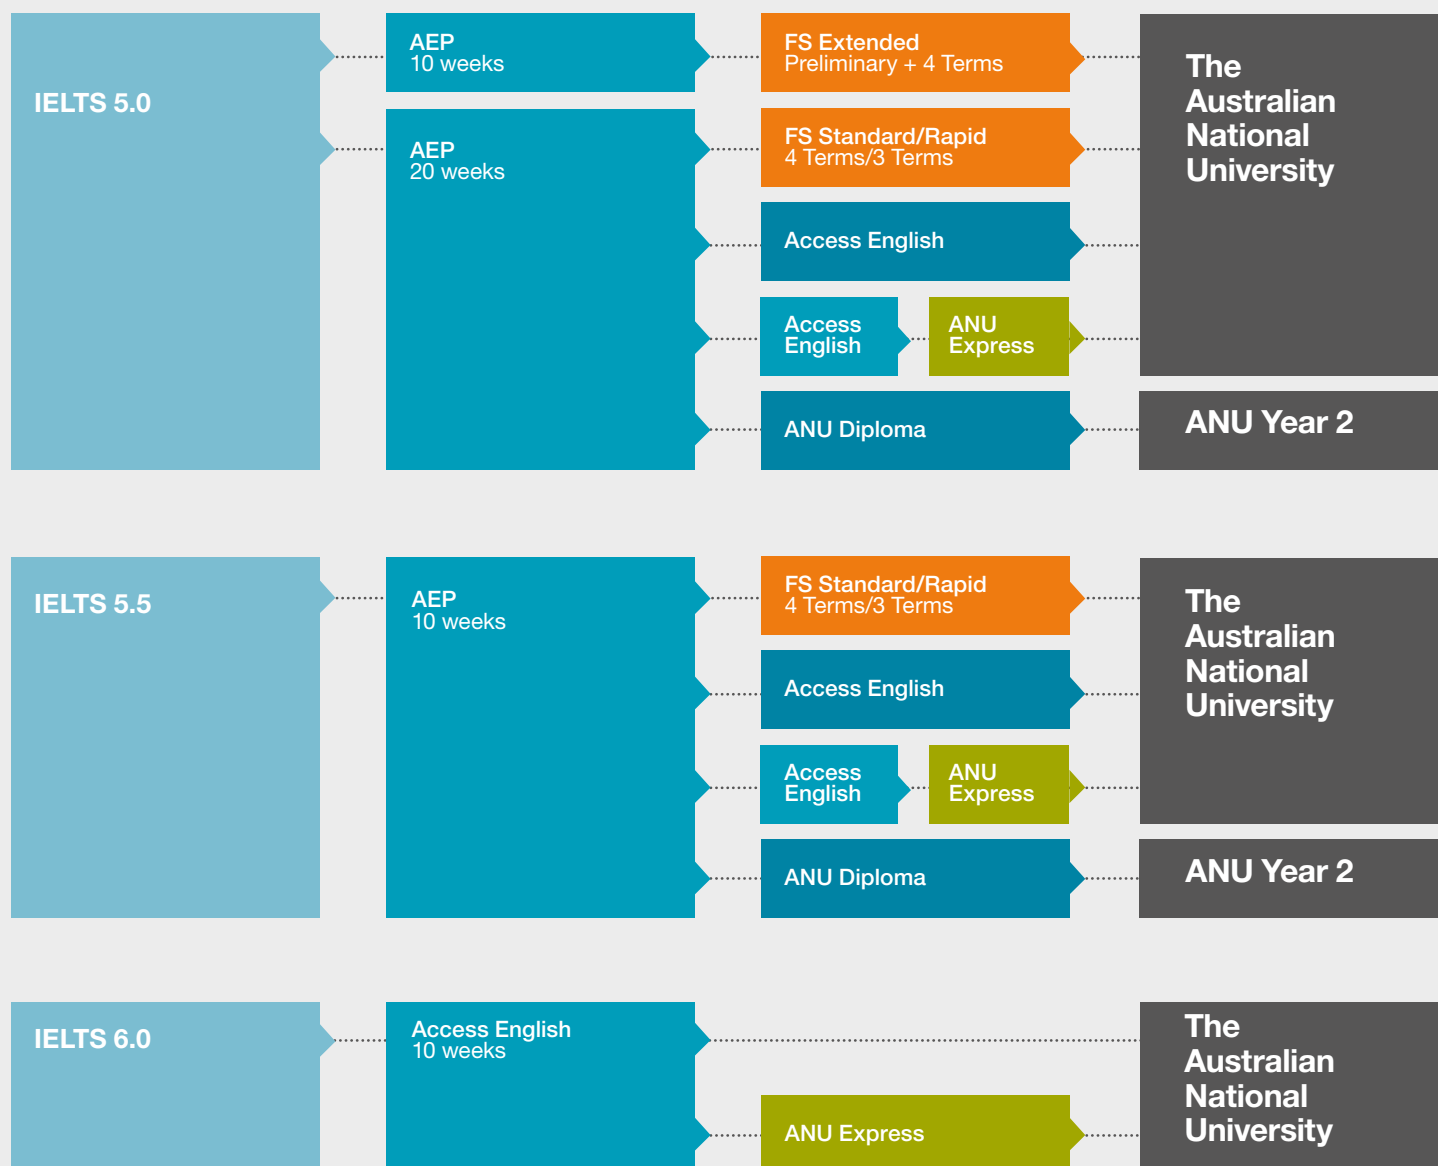 IELTS 5.0
AEP
10 weeks
FS Extended
Preliminary + 4 Terms
AEP
20 weeks
FS Standard/Rapid
4 Terms/3 Terms
Access English
Access
English
ANU
Express
ANU Diploma
The
Australian
National
University
ANU Year 2
IELTS 5.5
AEP
10 weeks
FS Standard/Rapid
4 Terms/3 Terms
Access English
Access
English
ANU
Express
ANU Diploma
The
Australian
National
University
ANU Year 2
IELTS 6.0
Access English
10 weeks
ANU Express
The
Australian
National
University